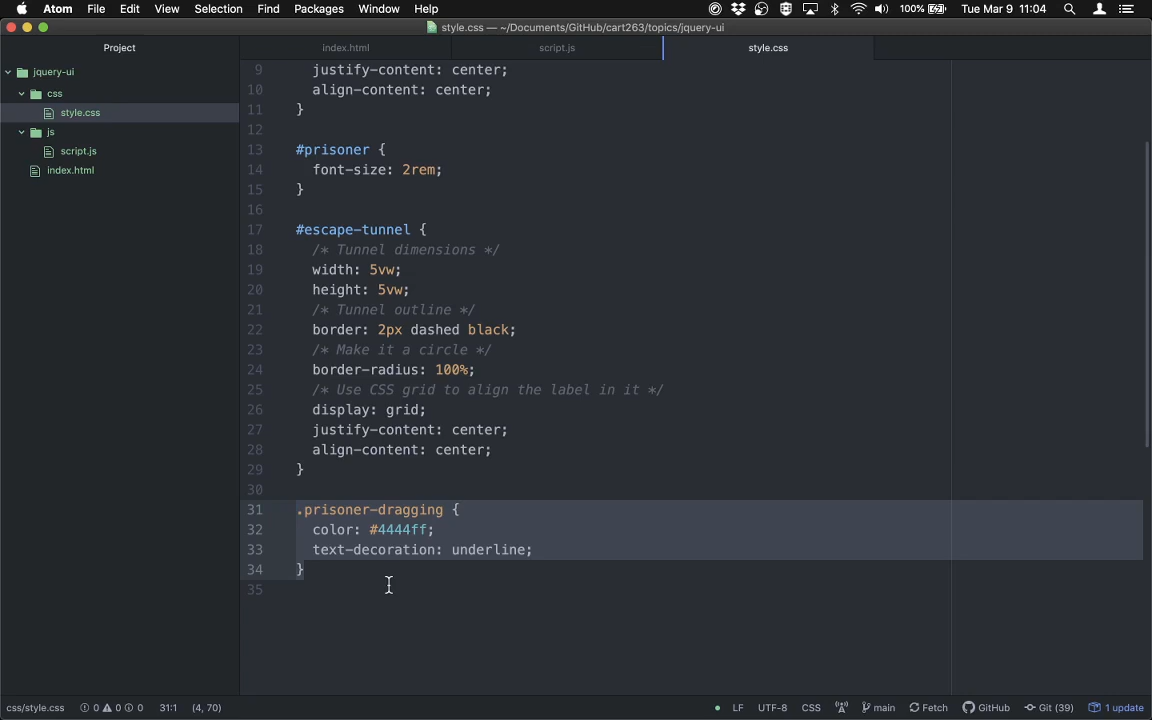 Atom File Edit View Selection Find Packages Window Help 100% Tue Mar 9 11:04
style.css — ~/Documents/GitHub/cart263/topics/jquery-ui
Project index.html script.js style.css
jquery-ui
css
style.css
js
script.js
index.html
9 justify-content: center;
10 align-content: center;
11 }
12
13 #prisoner {
14 font-size: 2rem;
15 }
16
17 #escape-tunnel {
18 /* Tunnel dimensions */
19 width: 5vw;
20 height: 5vw;
21 /* Tunnel outline */
22 border: 2px dashed black;
23 /* Make it a circle */
24 border-radius: 100%;
25 /* Use CSS grid to align the label in it */
26 display: grid;
27 justify-content: center;
28 align-content: center;
29 }
30
31 .prisoner-dragging {
32 color: #4444ff;
33 text-decoration: underline;
34 }
35
css/style.css 0 0 0 31:1 (4, 70) LF UTF-8 CSS main Fetch GitHub Git (39) 1 update